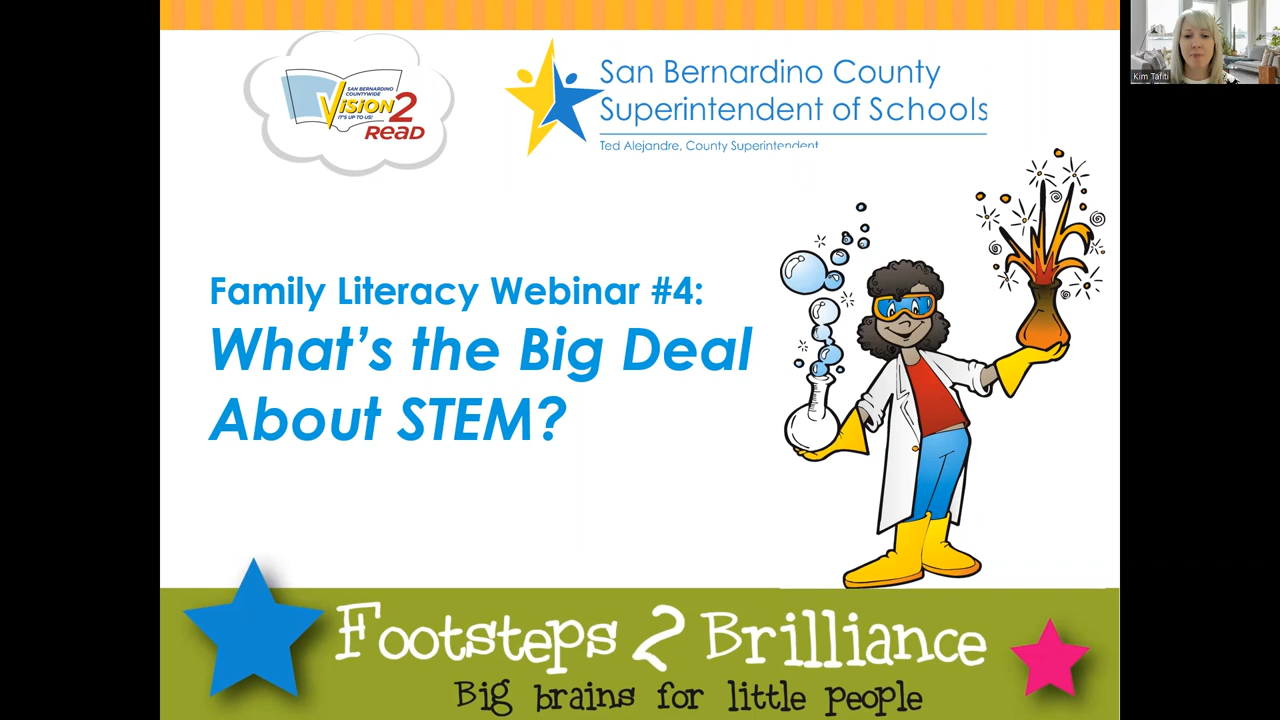 SAN BERNARDINO
COUNTYWIDE
VISION2
IT'S UP TO US!
READ
San Bernardino County
Superintendent of Schools
Ted Alejandre, County Superintendent
Kim Tafiti
Family Literacy Webinar #4:
What's the Big Deal
About STEM?
Footsteps 2 Brilliance
Big brains for little people